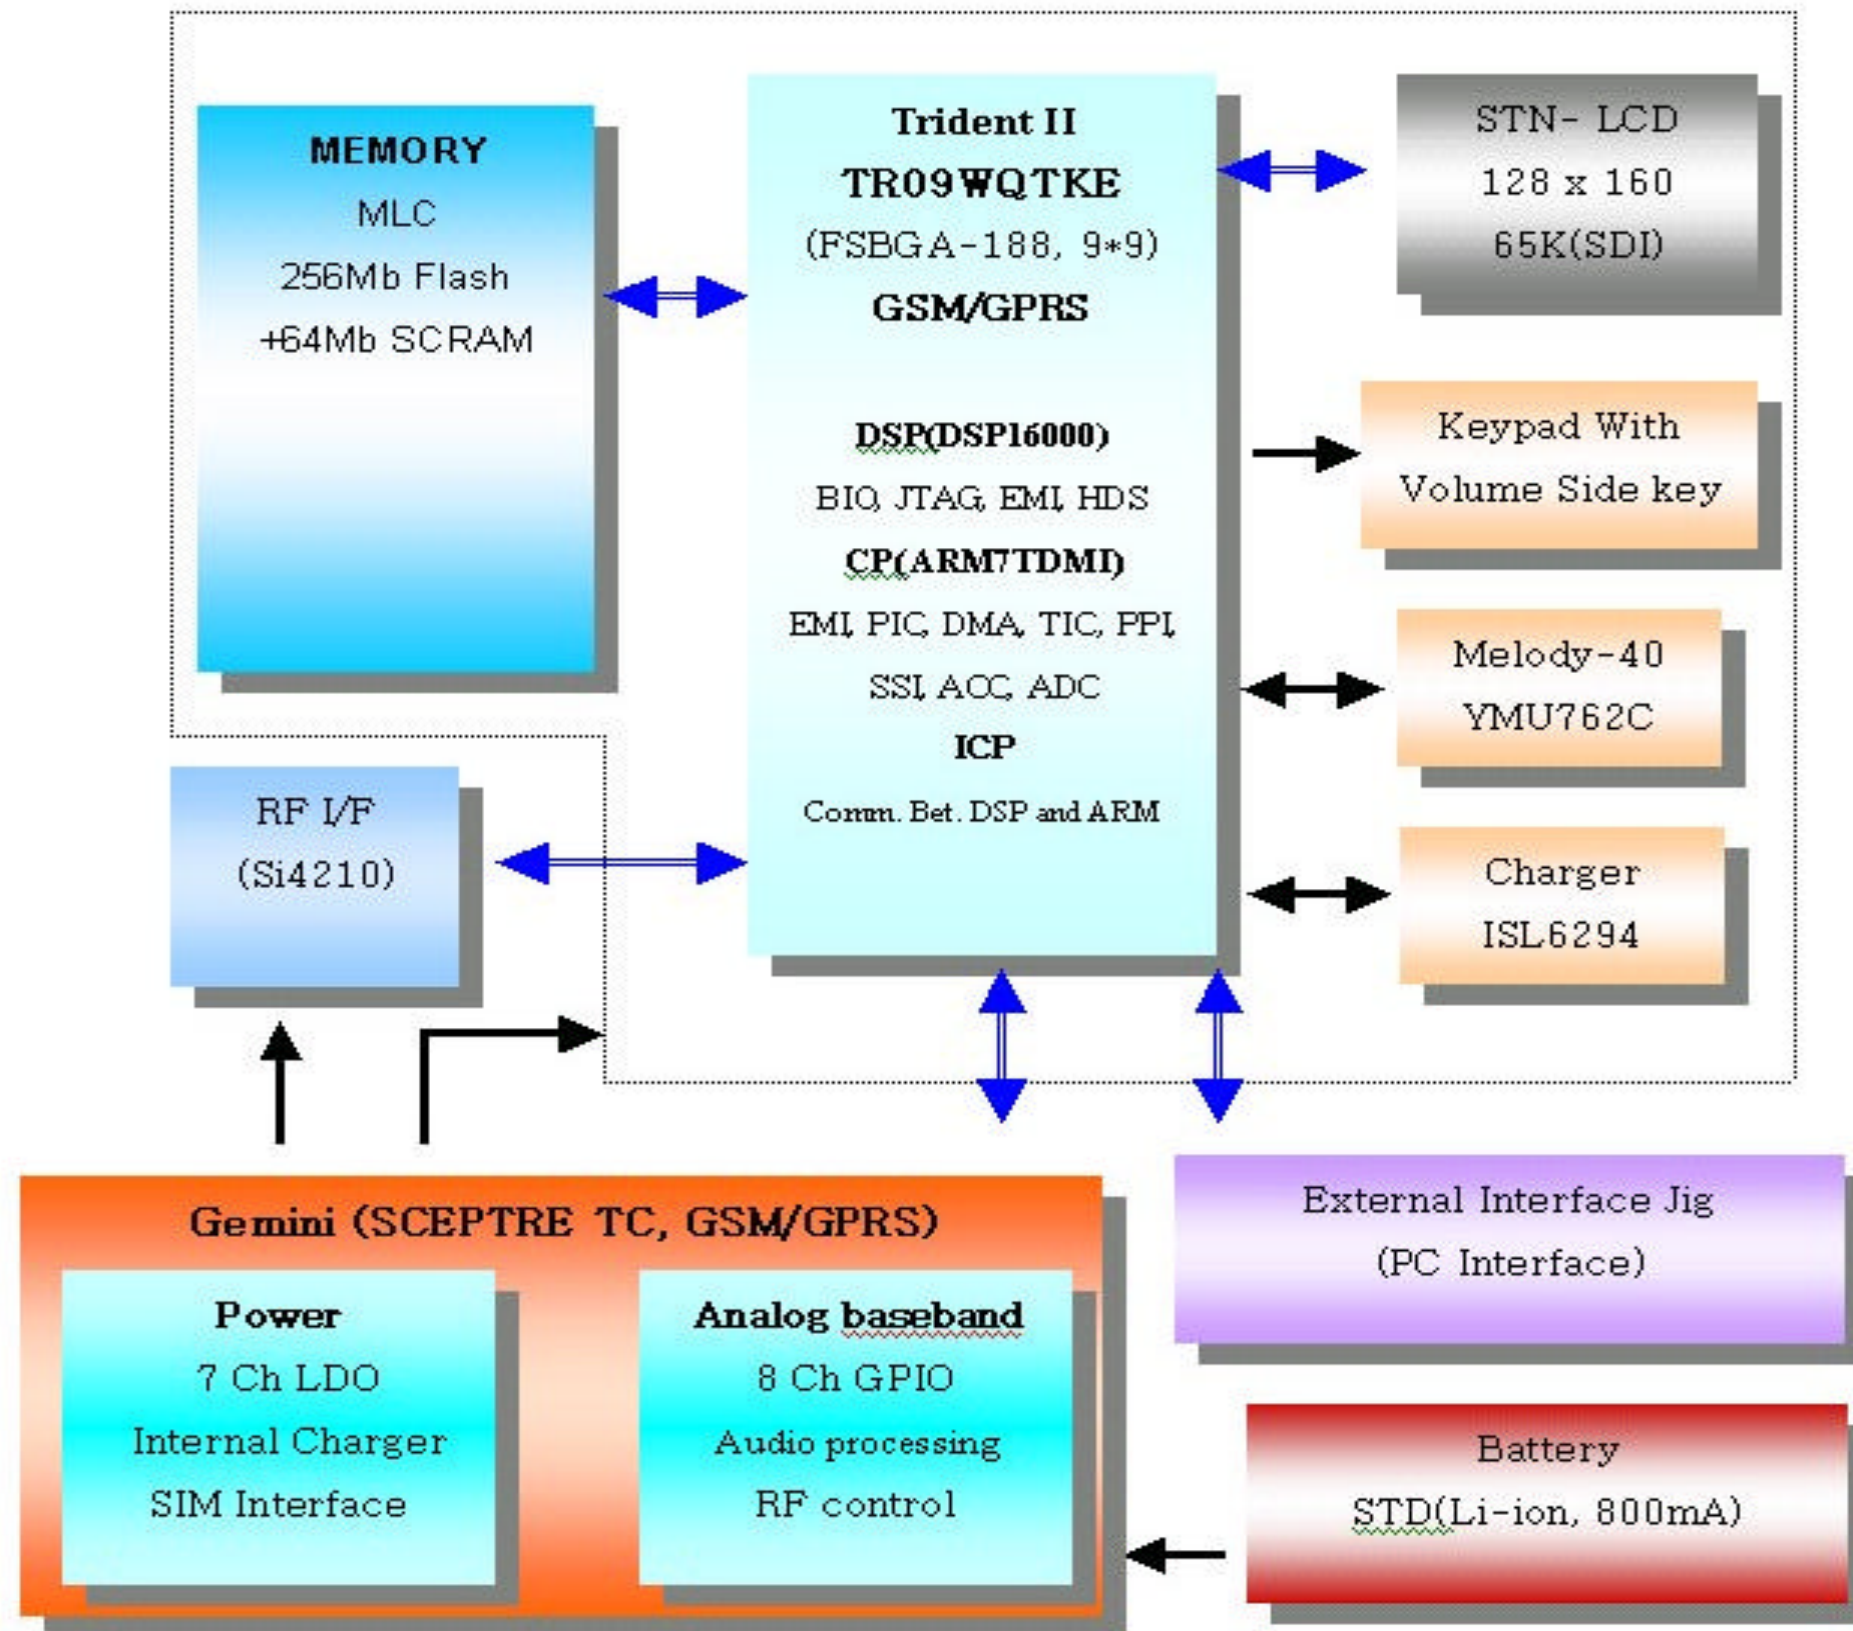 MEMORY
MLC
256Mb Flash
+64Mb SCRAM
Trident II
TR09WQTKE
(FSBGA-188, 9*9)
GSM/GPRS
DSP(DSP16000)
BIO, JTAG, EMI, HDS
CP(ARM7TDMI)
EMI, PIC, DMA, TIC, PPI,
SSI, ACC, ADC
ICP
Comm. Bet. DSP and ARM
STN- LCD
128 x 160
65K(SDI)
Keypad With
Volume Side key
Melody-40
YMU762C
Charger
ISL6294
RF I/F
(Si4210)
Gemini (SCEPTRE TC, GSM/GPRS)
Power
7 Ch LDO
Internal Charger
SIM Interface
Analog baseband
8 Ch GPIO
Audio processing
RF control
External Interface Jig
(PC Interface)
Battery
STD(Li-ion, 800mA)